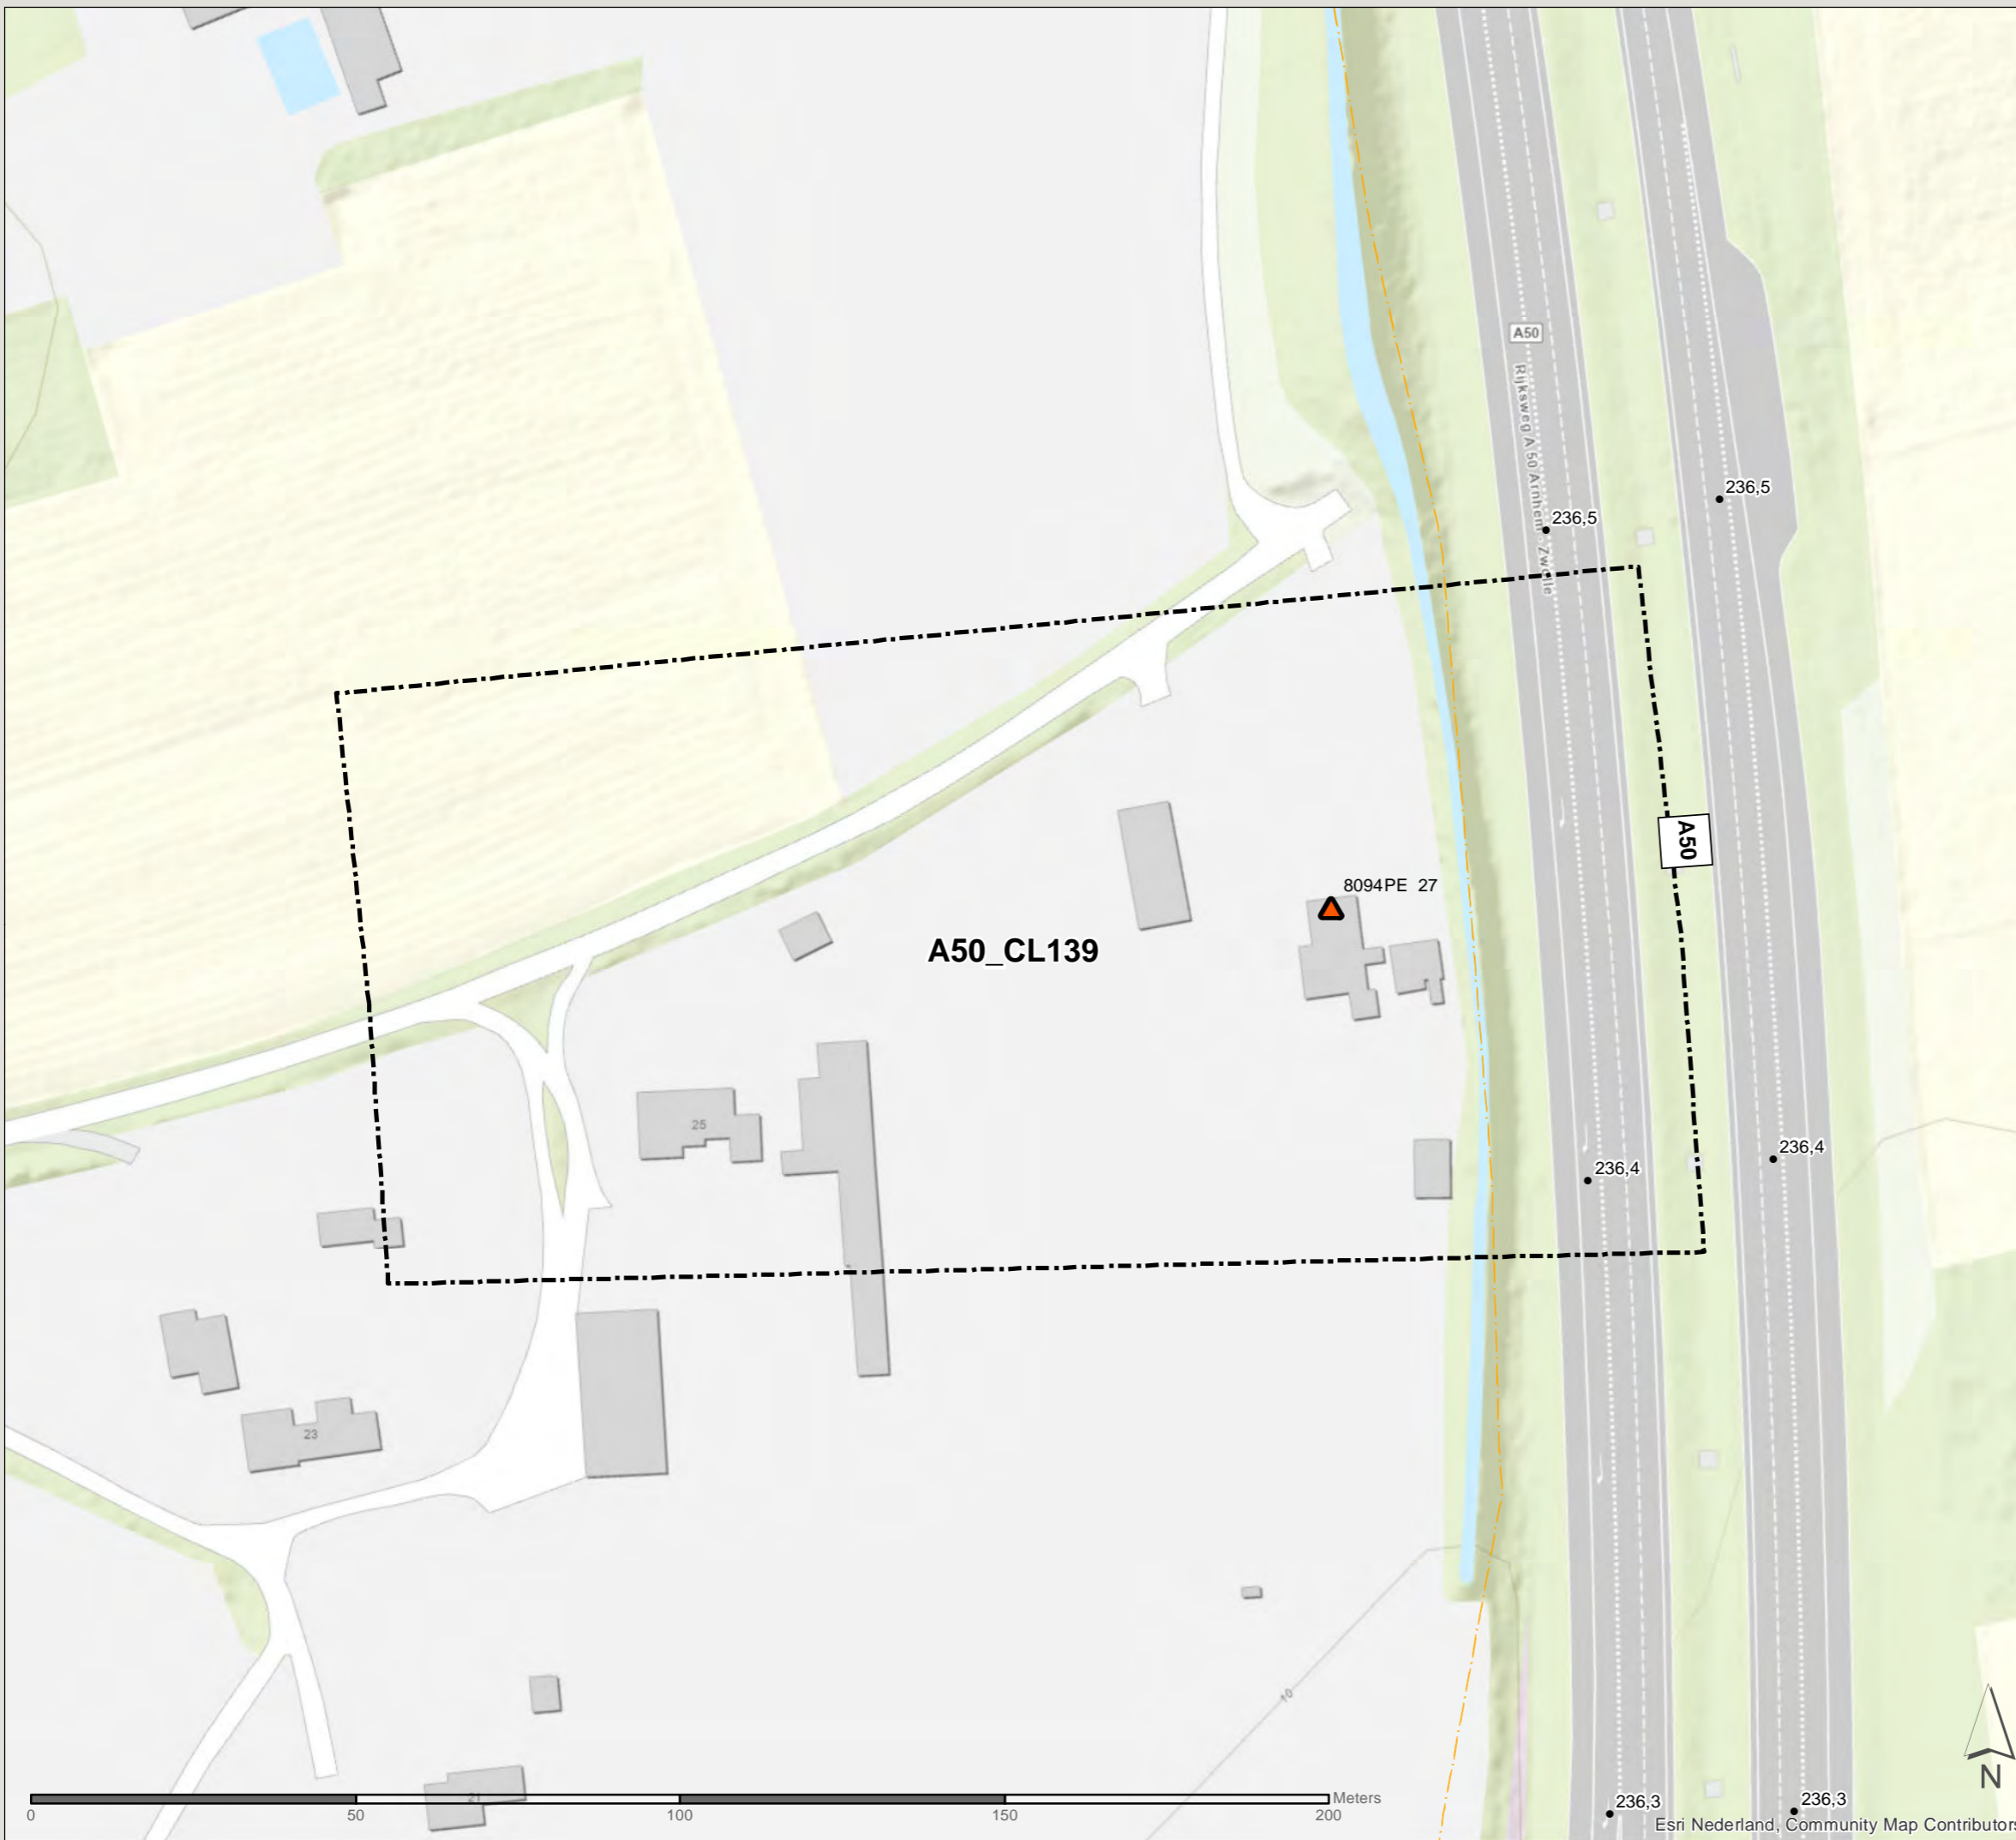 A50
Rijksweg A 50 Arnhem - Zwolle
236,5
236,5
A50
8094PE 27
A50_CL139
25
236,4
236,4
23
10
21
Meters
0 50 100 150 200
236,3
236,3
N
Esri Nederland, Community Map Contributors